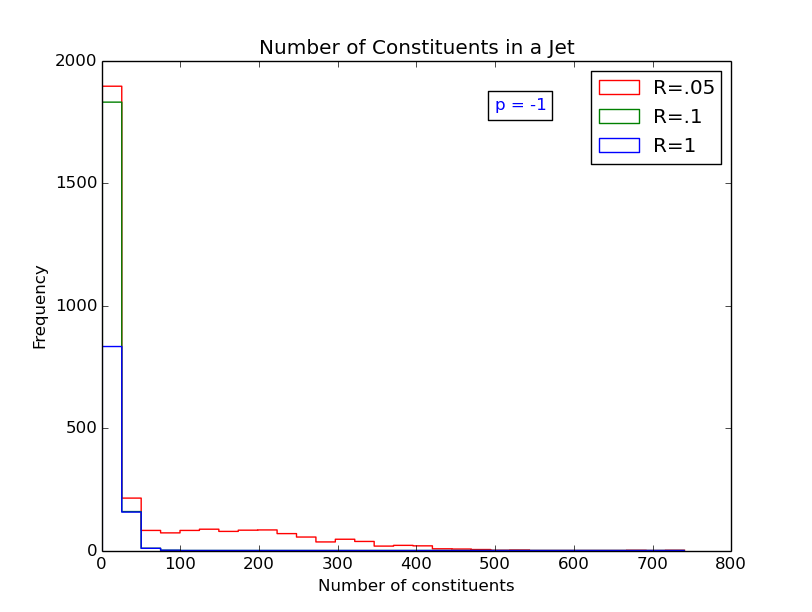 Number of Constituents in a Jet
2000
1500
1000
500
0
Frequency
p = -1
R=.05
R=.1
R=1
0 100 200 300 400 500 600 700 800
Number of constituents